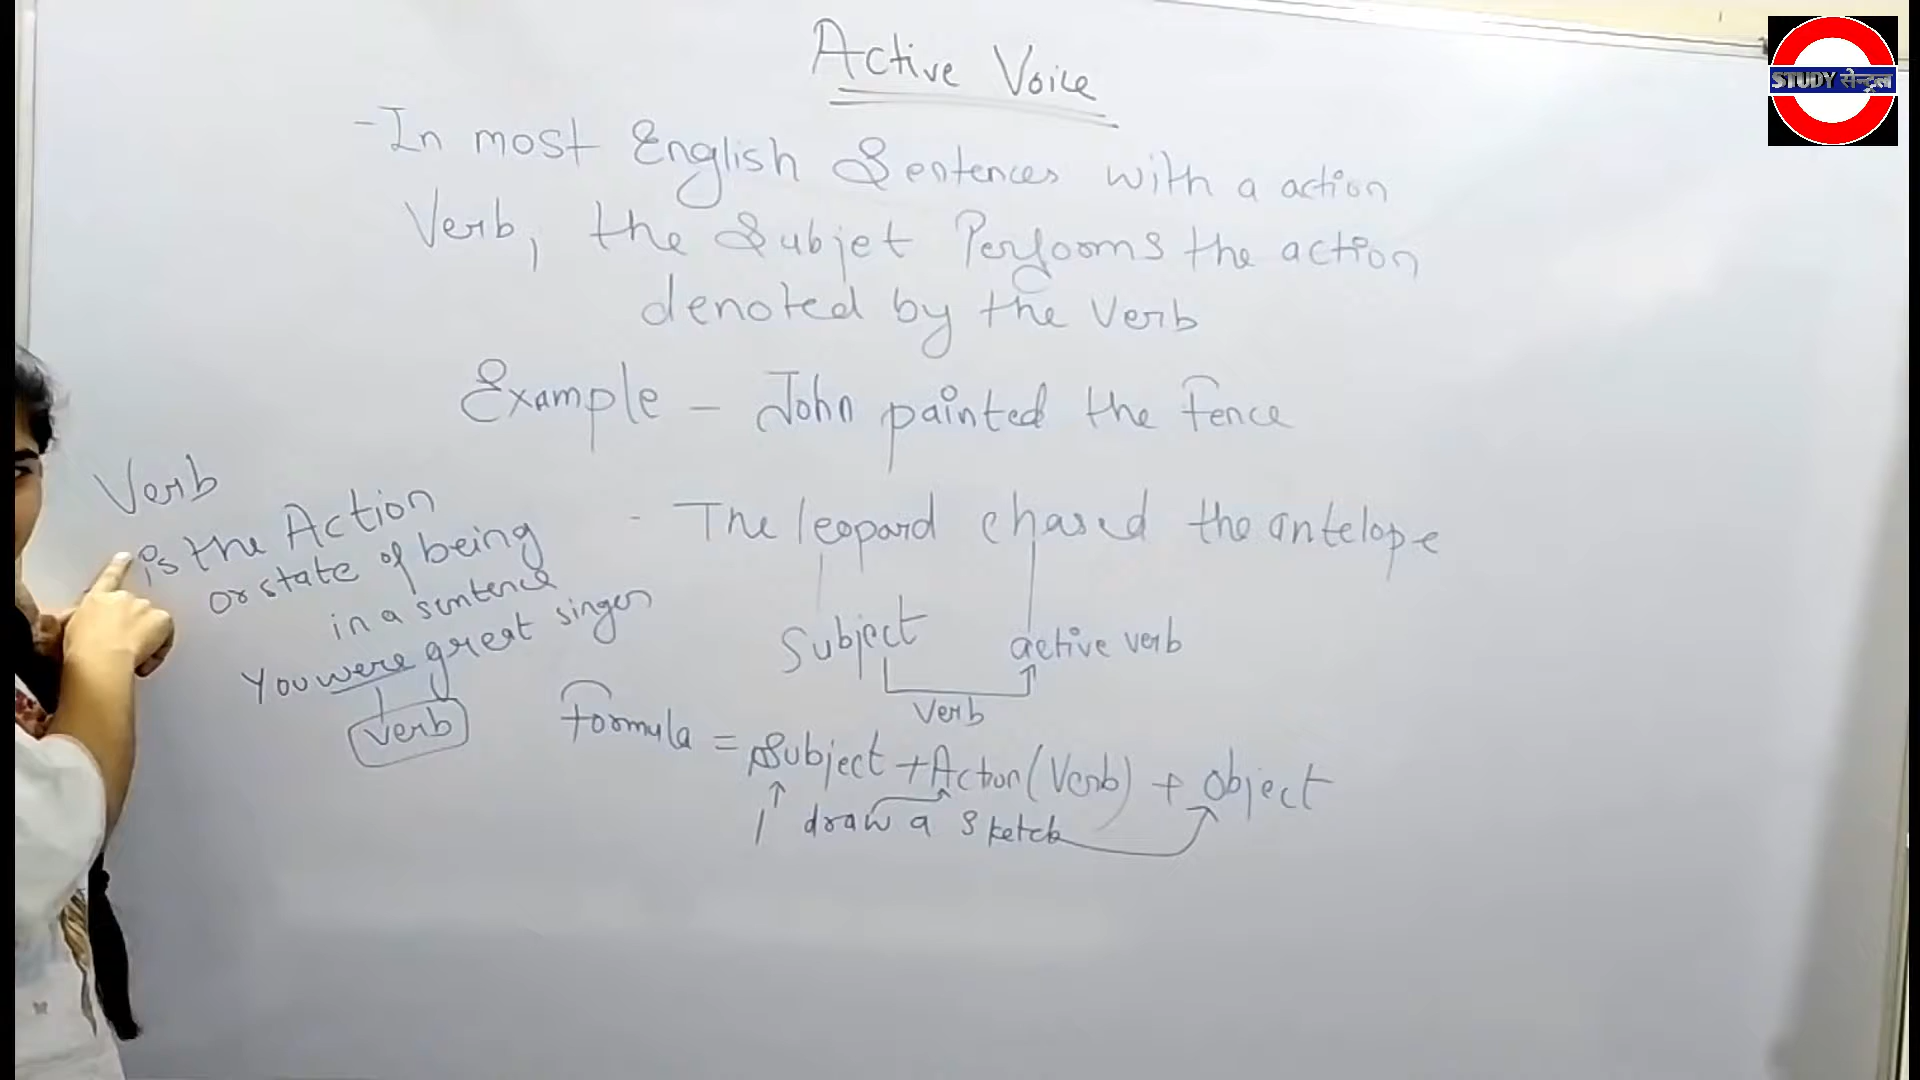 Active Voice
- In most English Sentences with a action
Verb, the Subjet Perfooms the action
denoted by the Verb
Example - John painted the Fence
- The leopard chased the antelope
Subject active verb
Verb
Verb
is the Action
or state of being
in a sentence
You were great singer
verb
Formula = Subject + Action (Verb) + Object
I draw a Sketch
STUDY सेन्ट्रल